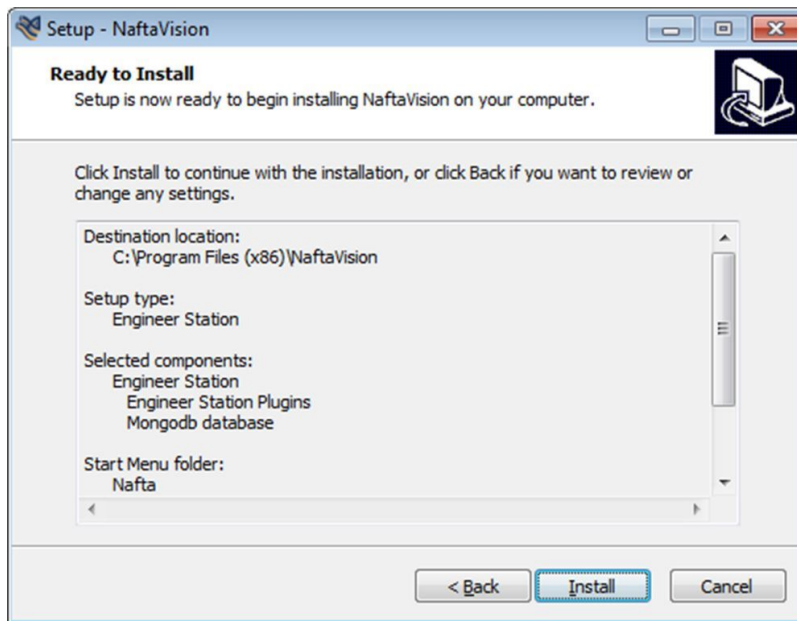 Setup - NaftaVision
Ready to Install
Setup is now ready to begin installing NaftaVision on your computer.
Click Install to continue with the installation, or click Back if you want to review or
change any settings.
Destination location:
C:\Program Files (x86)\NaftaVision
Setup type:
Engineer Station
Selected components:
Engineer Station
Engineer Station Plugins
Mongodb database
Start Menu folder:
Nafta
< Back
Install
Cancel